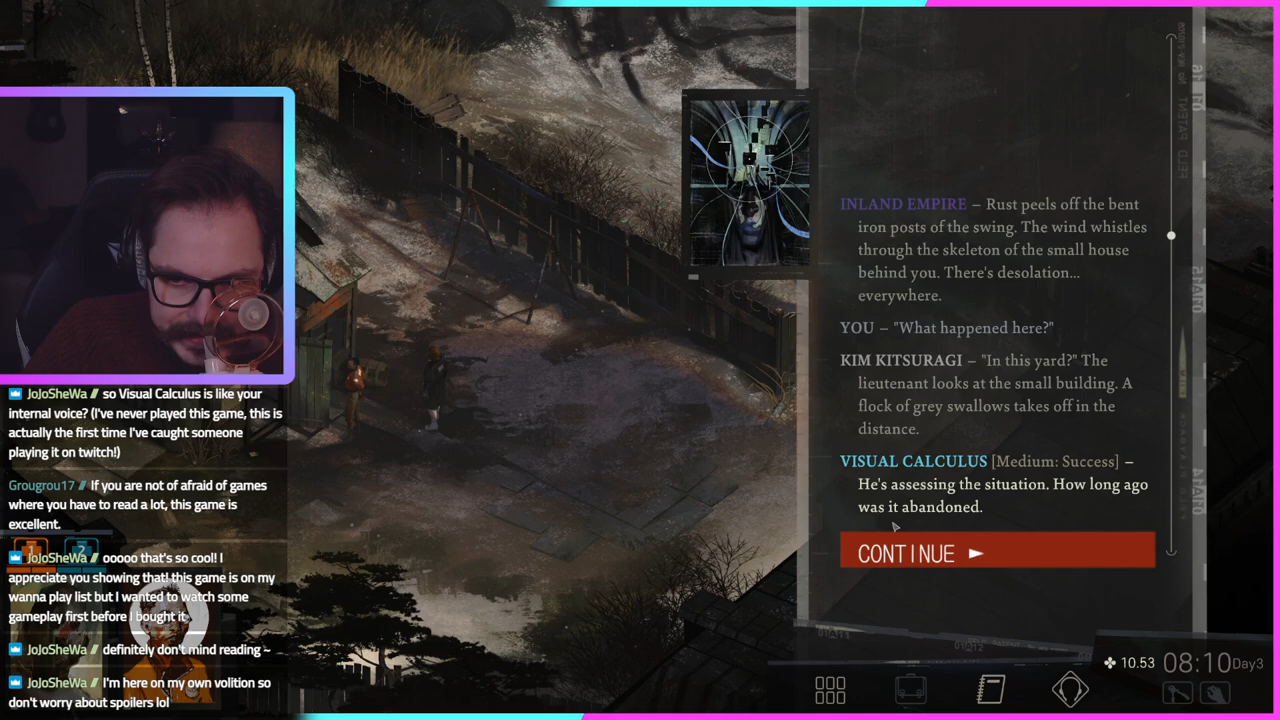 JoJoSheWa // so Visual Calculus is like your
internal voice? (I've never played this game, this is
actually the first time I've caught someone
playing it on twitch!)
Grougrou17 // If you are not of afraid of games
where you have to read a lot, this game is
excellent.
JoJoSheWa // ooooo that's so cool! I
appreciate you showing that! this game is on my
wanna play list but I wanted to watch some
gameplay first before I bought it
JoJoSheWa // definitely don't mind reading ~
JoJoSheWa // I'm here on my own volition so
don't worry about spoilers lol
INLAND EMPIRE – Rust peels off the bent
iron posts of the swing. The wind whistles
through the skeleton of the small house
behind you. There's desolation...
everywhere.
YOU – "What happened here?"
KIM KITSURAGI – "In this yard?" The
lieutenant looks at the small building. A
flock of grey swallows takes off in the
distance.
VISUAL CALCULUS [Medium: Success] –
He's assessing the situation. How long ago
was it abandoned.
CONTINUE
10.53 08:10 Day3